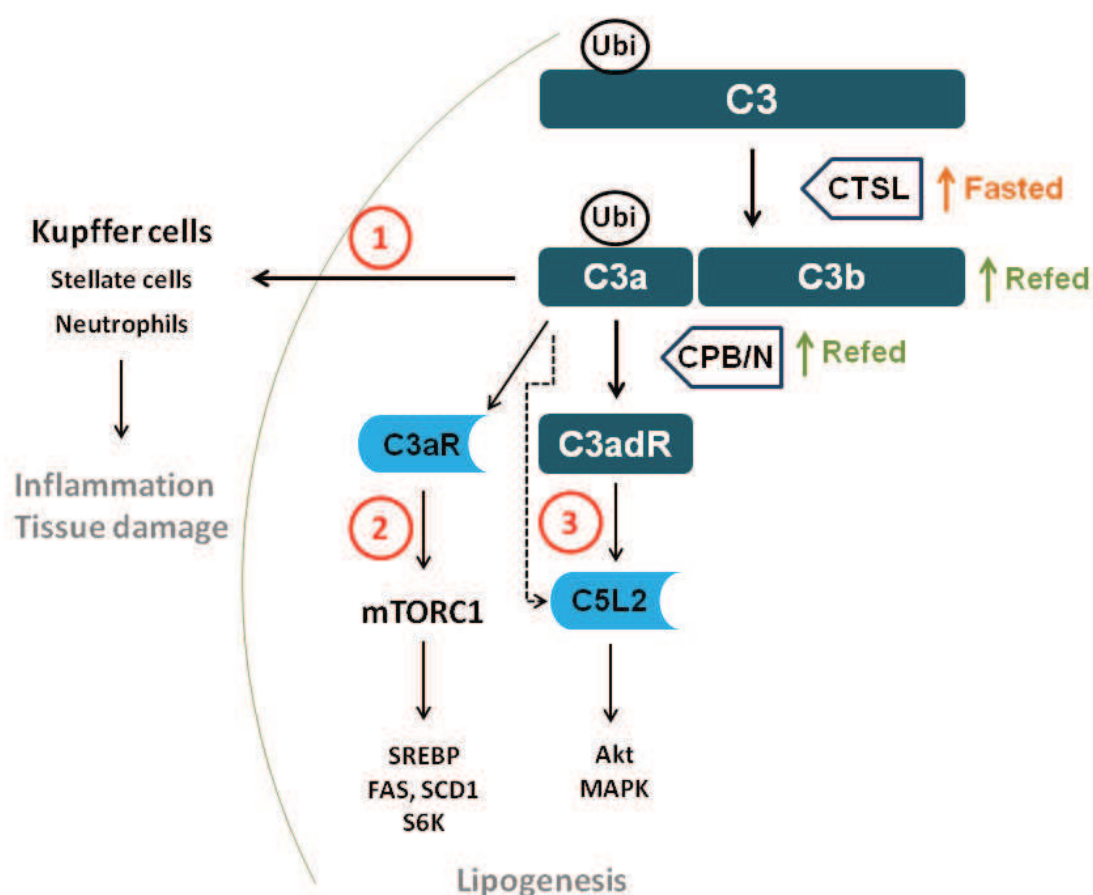 Ubi
C3
CTSL
↑ Fasted
Ubi
Kupffer cells
Stellate cells
Neutrophils
1
C3a
C3b
↑ Refed
CPB/N
↑ Refed
C3aR
C3adR
Inflammation
Tissue damage
2
3
mTORC1
C5L2
SREBP
FAS, SCD1
S6K
Akt
MAPK
Lipogenesis